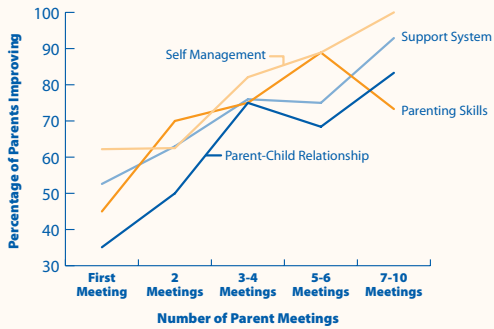 Percentage of Parents Improving
100
90
80
70
60
50
40
30
Self Management
Support System
Parenting Skills
Parent-Child Relationship
First
Meeting
2
Meetings
3-4
Meetings
5-6
Meetings
7-10
Meetings
Number of Parent Meetings